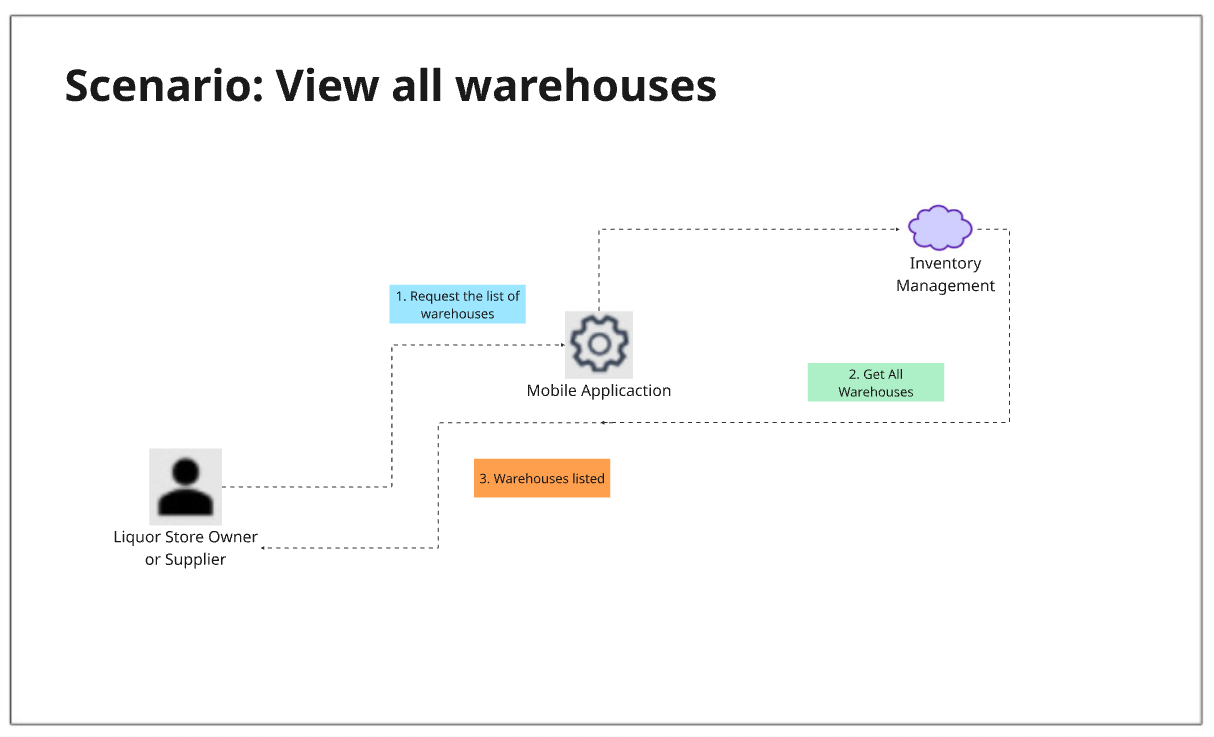 Scenario: View all warehouses
Inventory
Management
1. Request the list of
warehouses
Mobile Applicaction
2. Get All
Warehouses
3. Warehouses listed
Liquor Store Owner
or Supplier